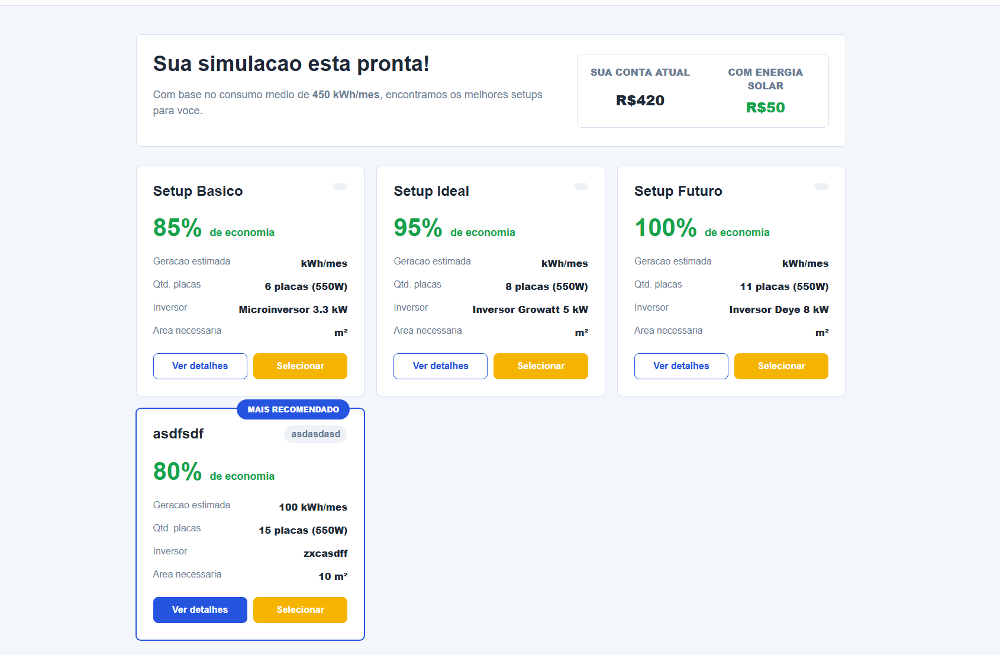 Sua simulacao esta pronta!
Com base no consumo medio de 450 kWh/mes, encontramos os melhores setups
para voce.
SUA CONTA ATUAL
R$420
COM ENERGIA
SOLAR
R$50
Setup Basico
85% de economia
Geracao estimada kWh/mes
Qtd. placas 6 placas (550W)
Inversor Microinversor 3.3 kW
Area necessaria m²
Ver detalhes Selecionar
Setup Ideal
95% de economia
Geracao estimada kWh/mes
Qtd. placas 8 placas (550W)
Inversor Inversor Growatt 5 kW
Area necessaria m²
Ver detalhes Selecionar
Setup Futuro
100% de economia
Geracao estimada kWh/mes
Qtd. placas 11 placas (550W)
Inversor Inversor Deye 8 kW
Area necessaria m²
Ver detalhes Selecionar
MAIS RECOMENDADO
asdfsdf asdasdasd
80% de economia
Geracao estimada 100 kWh/mes
Qtd. placas 15 placas (550W)
Inversor zxcasdff
Area necessaria 10 m²
Ver detalhes Selecionar